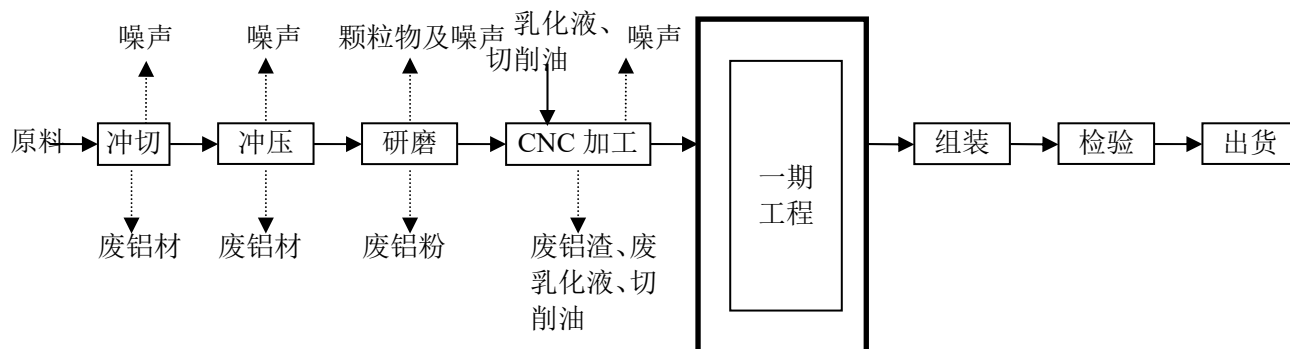 噪声
噪声
颗粒物及噪声
乳化液、
切削油
噪声
原料
冲切
冲压
研磨
CNC 加工
一期
工程
组装
检验
出货
废铝材
废铝材
废铝粉
废铝渣、废
乳化液、切
削油